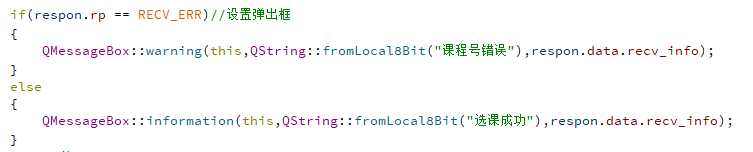 if(respon.rp == RECV_ERR)//设置弹出框
{
    QMessageBox::warning(this,QString::fromLocal8Bit("课程号错误"),respon.data.recv_info);
}
else
{
    QMessageBox::information(this,QString::fromLocal8Bit("选课成功"),respon.data.recv_info);
}